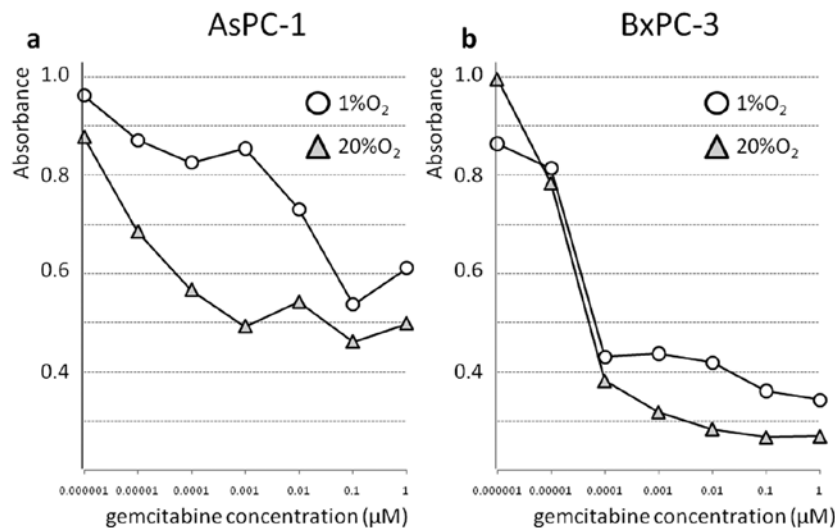 a AsPC-1
Absorbance
1.0
0.8
0.6
0.4
1%O₂
20%O₂
0.000001 0.00001 0.0001 0.001 0.01 0.1 1
gemcitabine concentration (μM)
b BxPC-3
Absorbance
1.0
0.8
0.6
0.4
1%O₂
20%O₂
0.000001 0.00001 0.0001 0.001 0.01 0.1 1
gemcitabine concentration (μM)